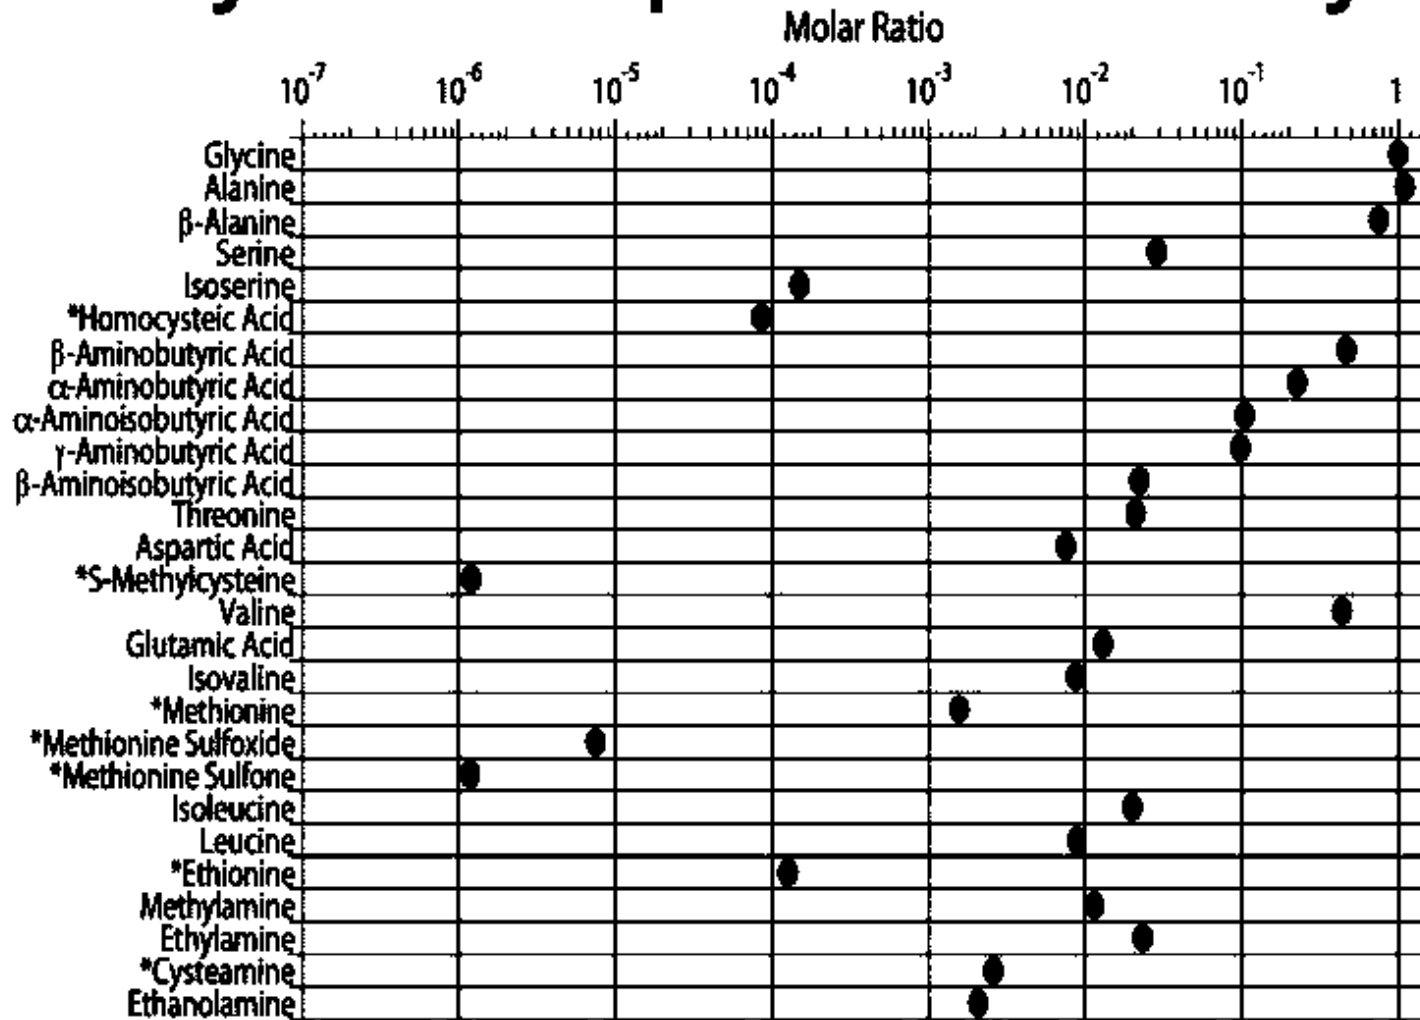 Molar Ratio
10⁻⁷ 10⁻⁶ 10⁻⁵ 10⁻⁴ 10⁻³ 10⁻² 10⁻¹ 1
Glycine
Alanine
β-Alanine
Serine
Isoserine
*Homocysteic Acid
β-Aminobutyric Acid
α-Aminobutyric Acid
α-Aminoisobutyric Acid
γ-Aminobutyric Acid
β-Aminoisobutyric Acid
Threonine
Aspartic Acid
*S-Methylcysteine
Valine
Glutamic Acid
Isovaline
*Methionine
*Methionine Sulfoxide
*Methionine Sulfone
Isoleucine
Leucine
*Ethionine
Methylamine
Ethylamine
*Cysteamine
Ethanolamine